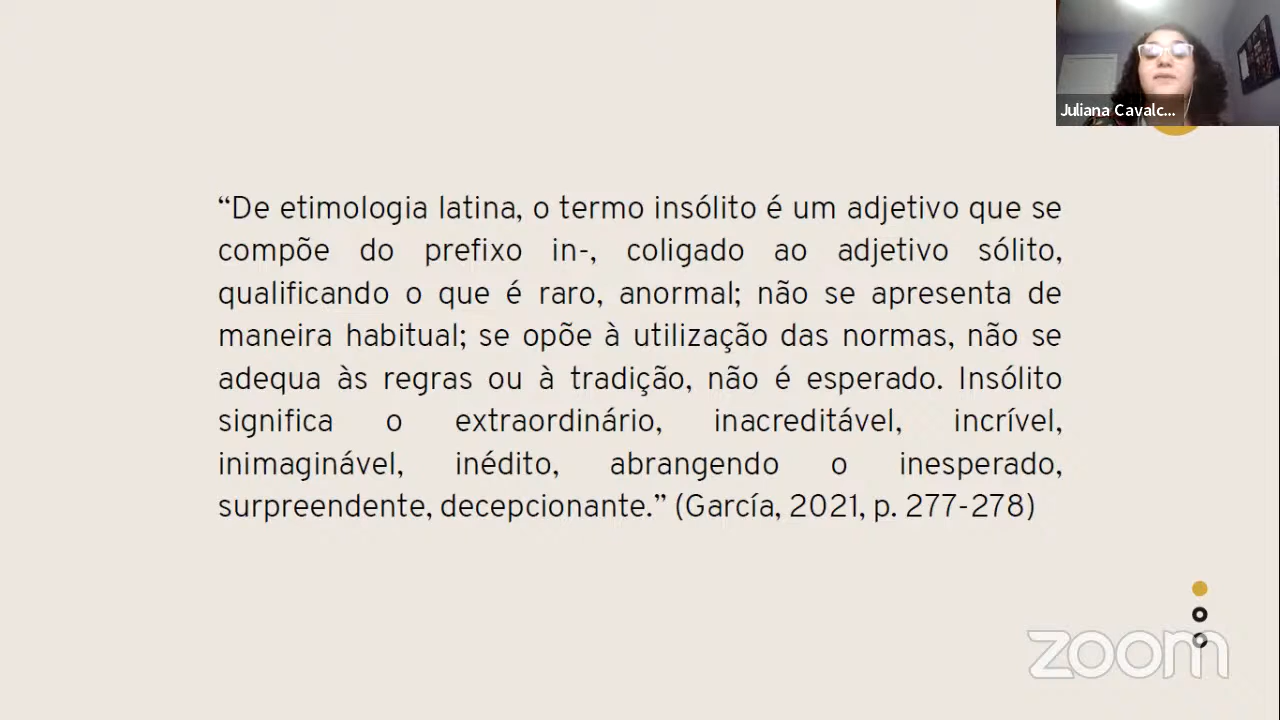 Juliana Cavalc...
“De etimologia latina, o termo insólito é um adjetivo que se
compõe do prefixo in-, coligado ao adjetivo sólito,
qualificando o que é raro, anormal; não se apresenta de
maneira habitual; se opõe à utilização das normas, não se
adequa às regras ou à tradição, não é esperado. Insólito
significa o extraordinário, inacreditável, incrível,
inimaginável, inédito, abrangendo o inesperado,
surpreendente, decepcionante.” (García, 2021, p. 277-278)
zoom